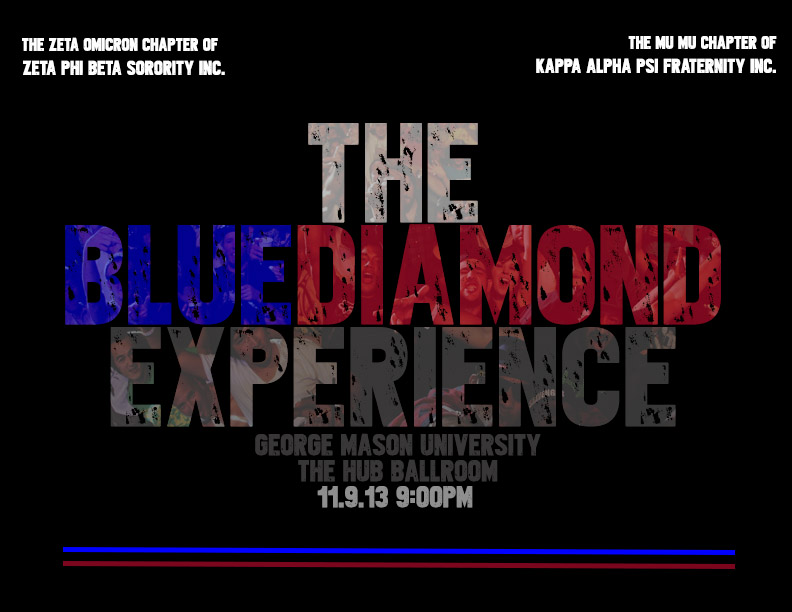 THE ZETA OMICRON CHAPTER OF
ZETA PHI BETA SORORITY INC.
THE MU MU CHAPTER OF
KAPPA ALPHA PSI FRATERNITY INC.
THE
BLUEDIAMOND
EXPERIENCE
GEORGE MASON UNIVERSITY
THE HUB BALLROOM
11.9.13 9:00PM